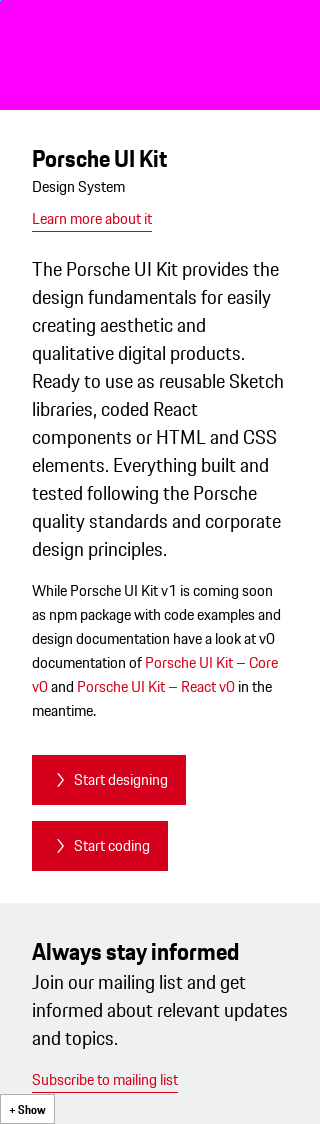 Porsche UI Kit
Design System
Learn more about it
The Porsche UI Kit provides the
design fundamentals for easily
creating aesthetic and
qualitative digital products.
Ready to use as reusable Sketch
libraries, coded React
components or HTML and CSS
elements. Everything built and
tested following the Porsche
quality standards and corporate
design principles.
While Porsche UI Kit v1 is coming soon
as npm package with code examples and
design documentation have a look at v0
documentation of Porsche UI Kit – Core
v0 and Porsche UI Kit – React v0 in the
meantime.
Start designing
Start coding
Always stay informed
Join our mailing list and get
informed about relevant updates
and topics.
Subscribe to mailing list
+ Show